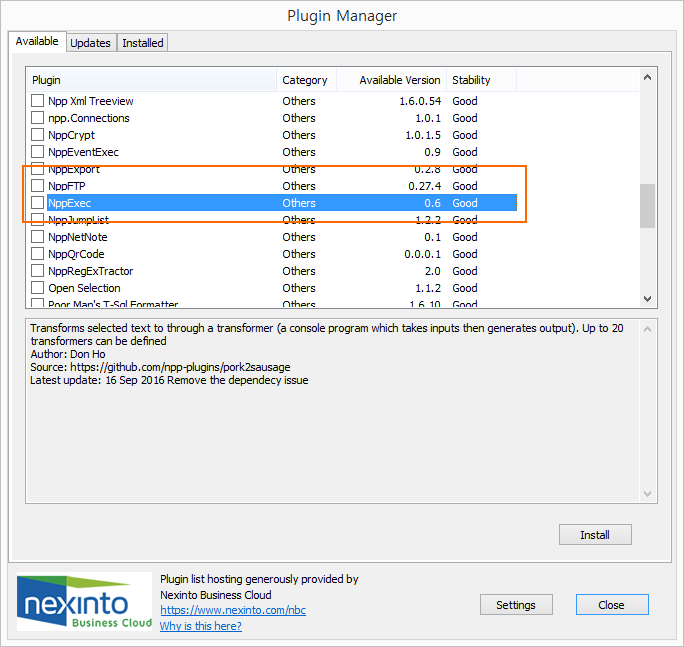 Plugin Manager
Available Updates Installed
Plugin Category Available Version Stability
Npp Xml Treeview Others 1.6.0.54 Good
npp.Connections Others 1.0.1 Good
NppCrypt Others 1.0.1.5 Good
NppEventExec Others 0.9 Good
NppExport Others 0.2.8 Good
NppFTP Others 0.27.4 Good
NppExec Others 0.6 Good
NppJumpList Others 1.2.2 Good
NppNetNote Others 0.1 Good
NppQrCode Others 0.0.0.1 Good
NppRegExTractor Others 2.0 Good
Open Selection Others 1.1.2 Good
Poor Man's T-Sql Formatter Others 1.6.10 Good
Transforms selected text to through a transformer (a console program which takes inputs then generates output). Up to 20
transformers can be defined
Author: Don Ho
Source: https://github.com/npp-plugins/pork2sausage
Latest update: 16 Sep 2016 Remove the dependecy issue
Install
nexinto
Business Cloud
Plugin list hosting generously provided by
Nexinto Business Cloud
https://www.nexinto.com/nbc
Why is this here?
Settings Close